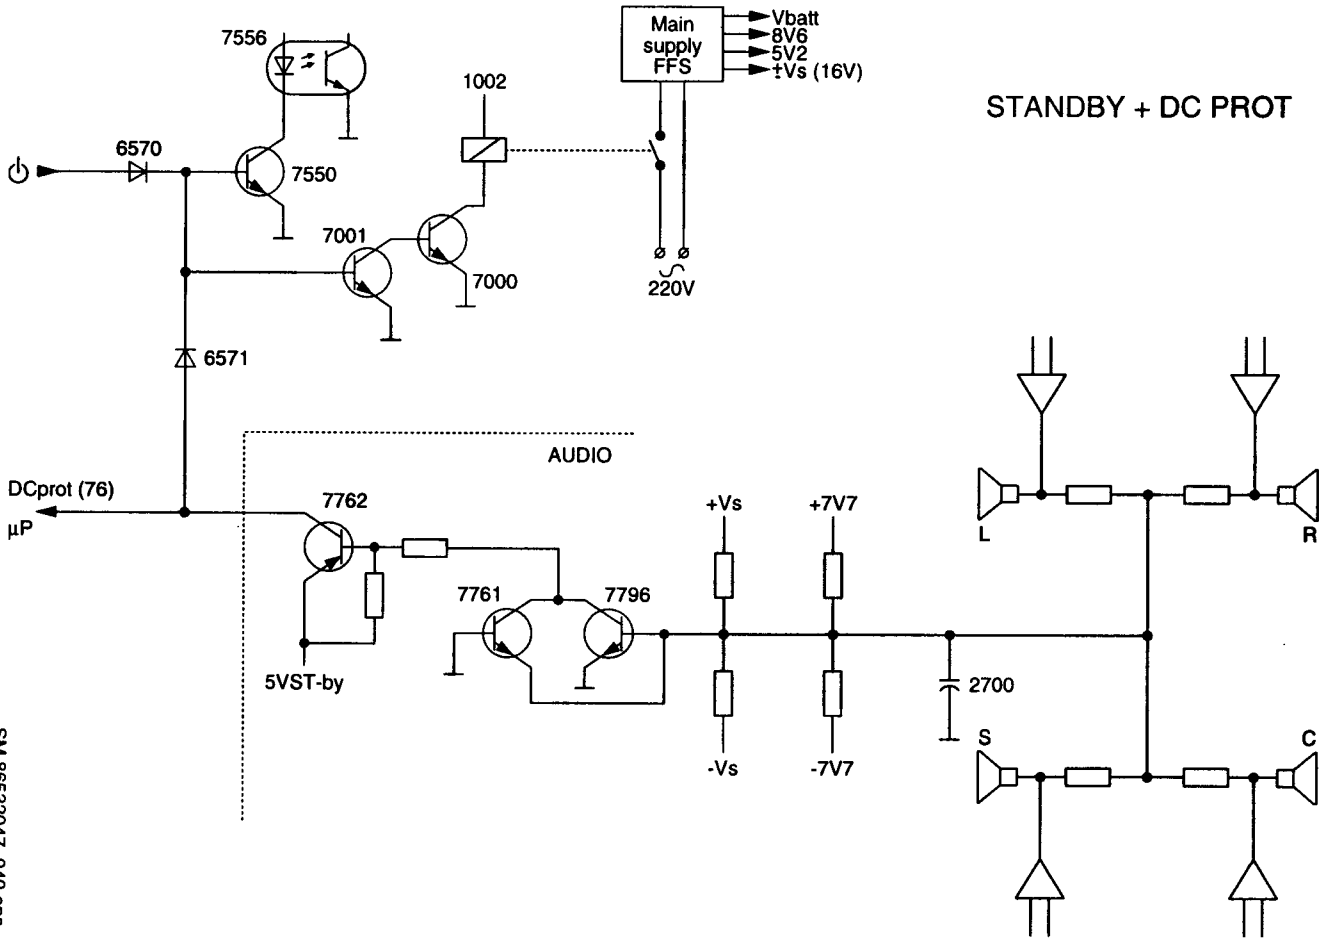 7556
Main
supply
FFS
Vbatt
8V6
5V2
±Vs (16V)
1002
STANDBY + DC PROT
6570
7550
7001
7000
220V
6571
AUDIO
DCprot (76)
μP
7762
+Vs
+7V7
L
R
7761
7796
5VST-by
2700
-Vs
-7V7
S
C